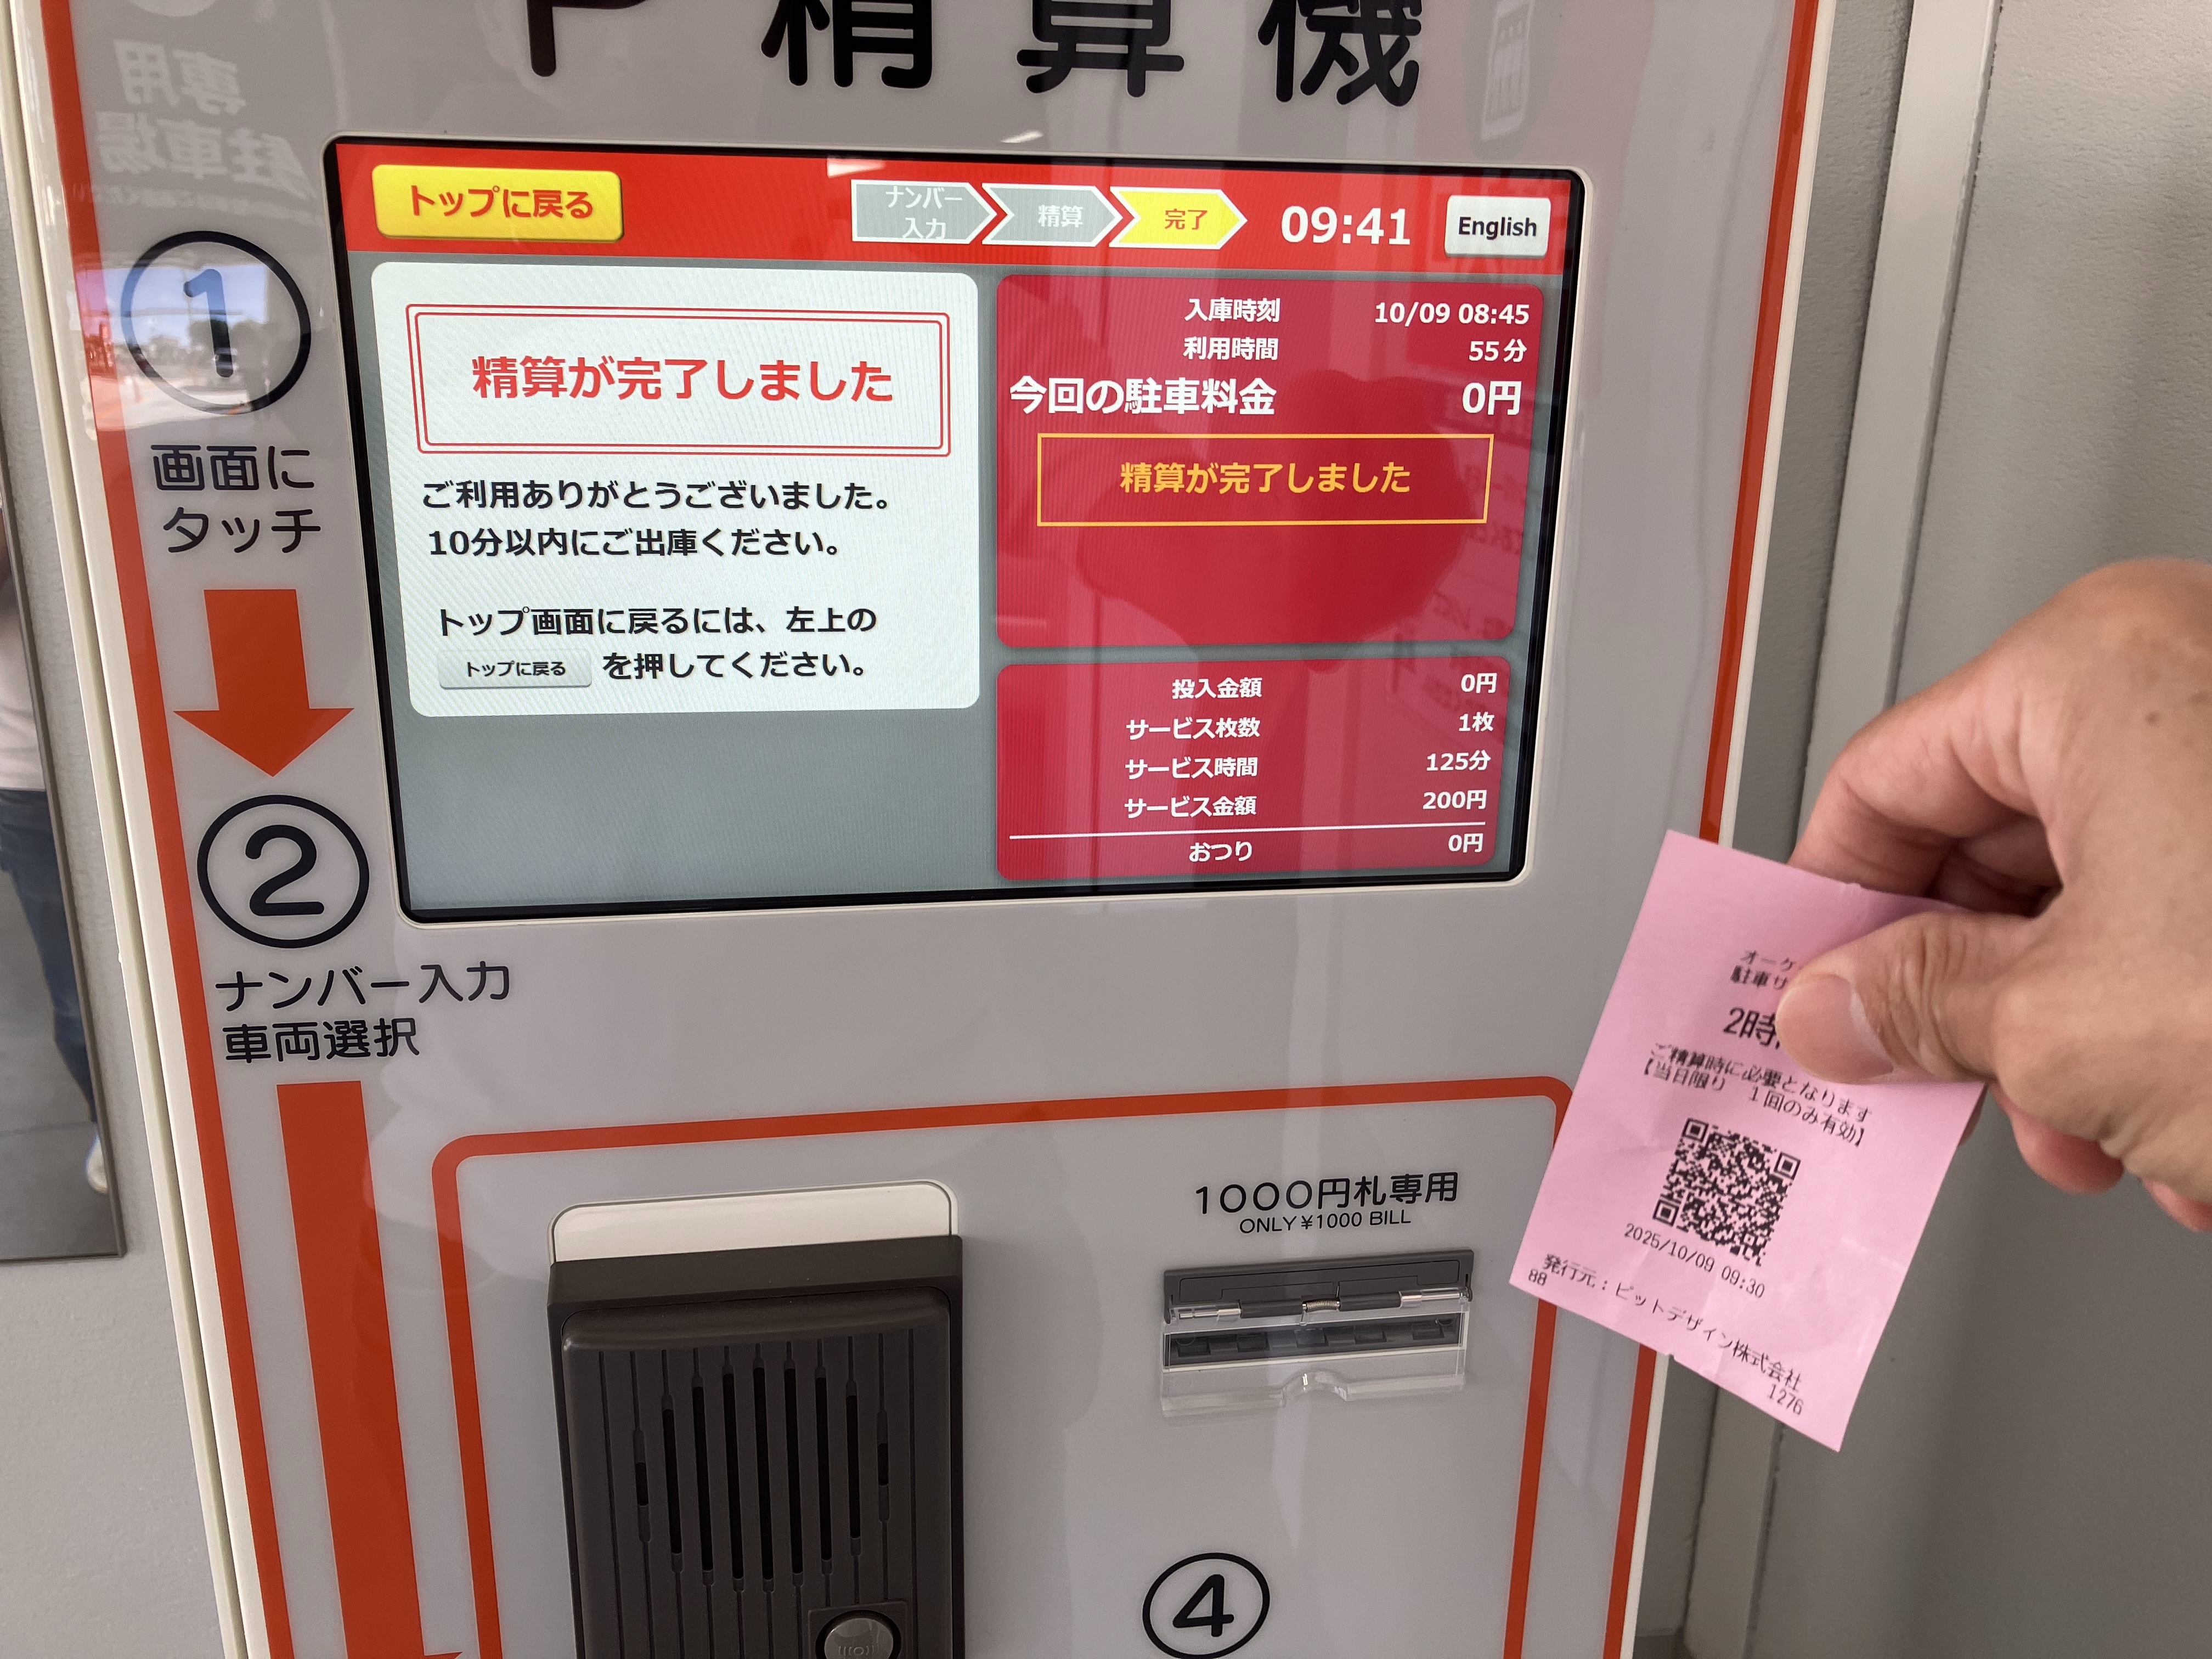 P 精算機
専用
駐車場
トップに戻る
ナンバー
入力
精算
完了
09:41
English
精算が完了しました
ご利用ありがとうございました。
10分以内にご出庫ください。
トップ画面に戻るには、左上の
トップに戻る を押してください。
入庫時刻 10/09 08:45
利用時間 55分
今回の駐車料金 0円
精算が完了しました
投入金額 0円
サービス枚数 1枚
サービス時間 125分
サービス金額 200円
おつり 0円
①
画面に
タッチ
②
ナンバー入力
車両選択
1000円札専用
ONLY ¥1000 BILL
④
オーケ
駐車サ
2時
ご精算時に必要となります
【当日限り 1回のみ有効】
2025/10/09 09:30
発行元：ピットデザイン株式会社
88
1276